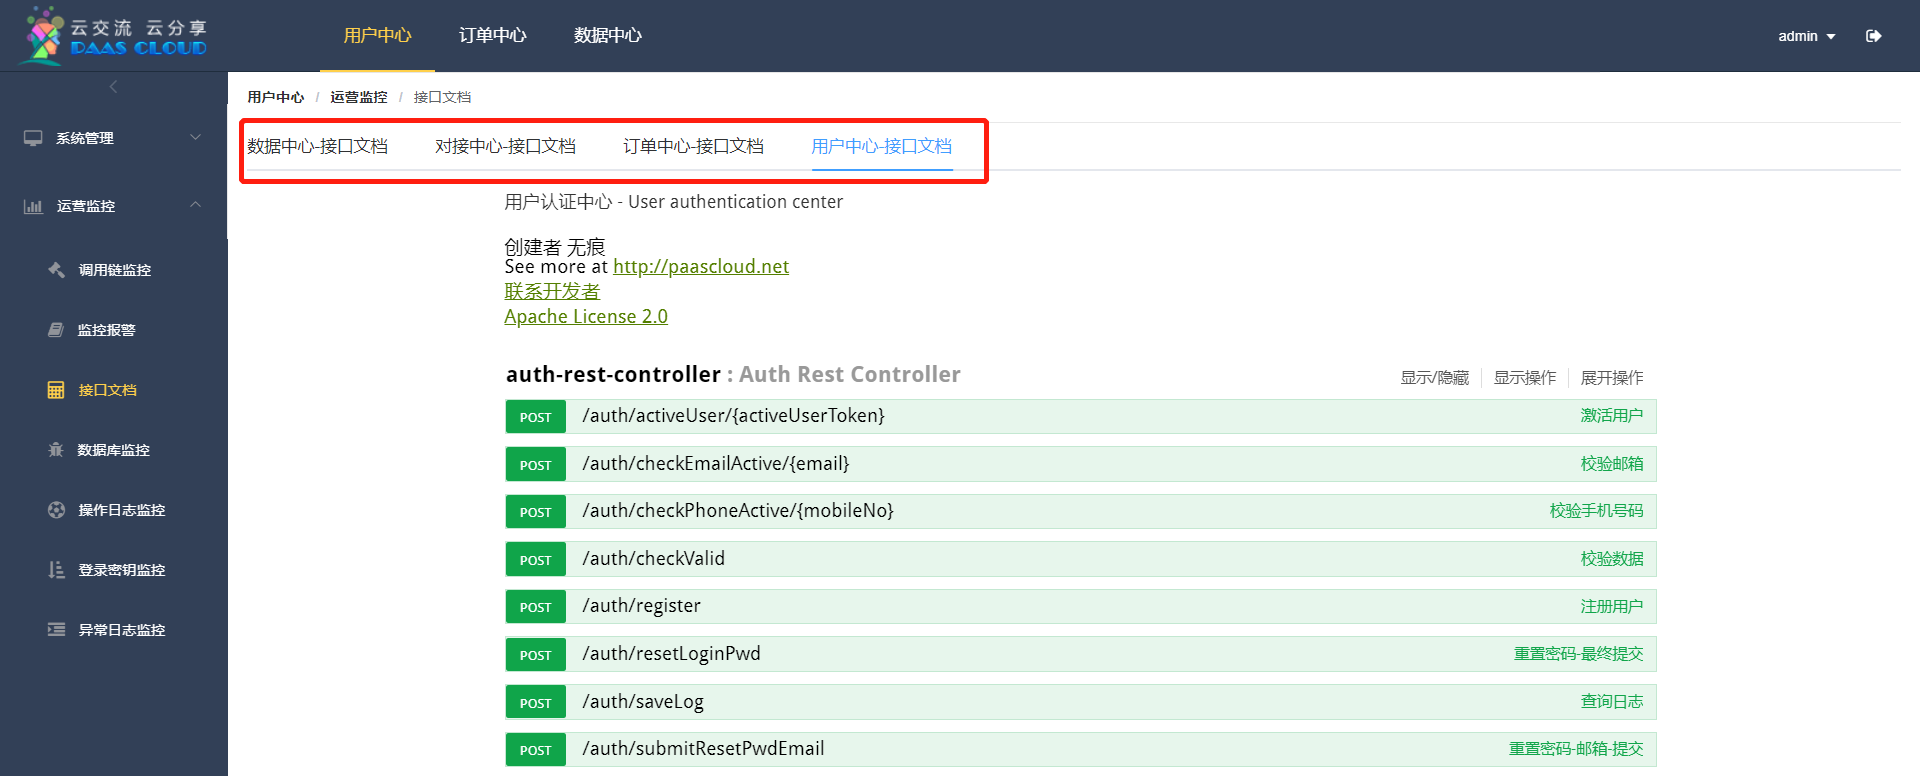 云交流 云分享
PAAS CLOUD
用户中心 订单中心 数据中心
admin
系统管理
运营监控
调用链监控
监控报警
接口文档
数据库监控
操作日志监控
登录密钥监控
异常日志监控
用户中心 / 运营监控 / 接口文档
数据中心-接口文档 对接中心-接口文档 订单中心-接口文档 用户中心-接口文档
用户认证中心 - User authentication center
创建者 无痕
See more at http://paascloud.net
联系开发者
Apache License 2.0
auth-rest-controller : Auth Rest Controller 显示/隐藏 显示操作 展开操作
POST /auth/activeUser/{activeUserToken} 激活用户
POST /auth/checkEmailActive/{email} 校验邮箱
POST /auth/checkPhoneActive/{mobileNo} 校验手机号码
POST /auth/checkValid 校验数据
POST /auth/register 注册用户
POST /auth/resetLoginPwd 重置密码-最终提交
POST /auth/saveLog 查询日志
POST /auth/submitResetPwdEmail 重置密码-邮箱-提交